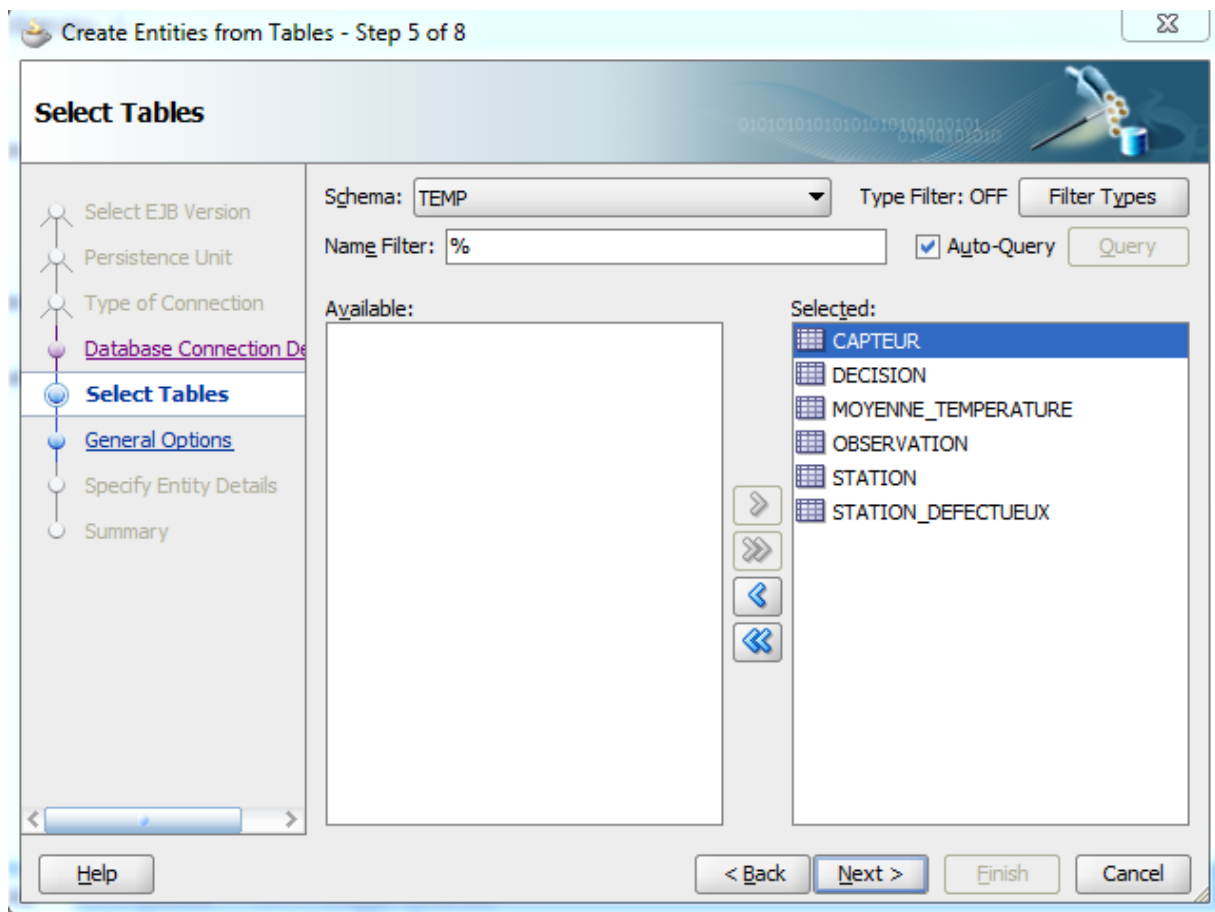 Create Entities from Tables - Step 5 of 8
Select Tables
010101010101010101010101
01010101010
Select EJB Version
Persistence Unit
Type of Connection
Database Connection De
Select Tables
General Options
Specify Entity Details
Summary
Schema: TEMP Type Filter: OFF Filter Types
Name Filter: % Auto-Query Query
Available:
Selected:
CAPTEUR
DECISION
MOYENNE_TEMPERATURE
OBSERVATION
STATION
STATION_DEFECTUEUX
Help < Back Next > Finish Cancel